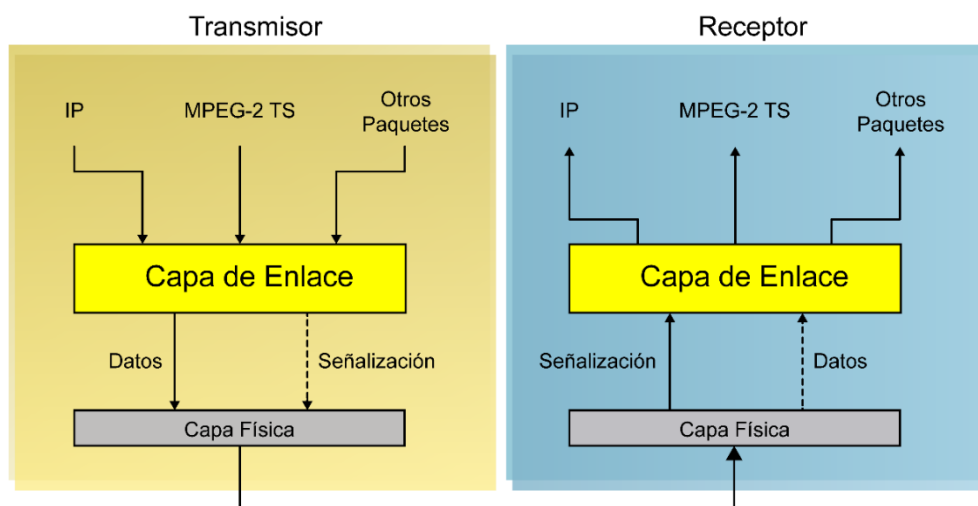 Transmisor
IP
MPEG-2 TS
Otros
Paquetes
Capa de Enlace
Datos
Señalización
Capa Física
Receptor
IP
MPEG-2 TS
Otros
Paquetes
Capa de Enlace
Señalización
Datos
Capa Física